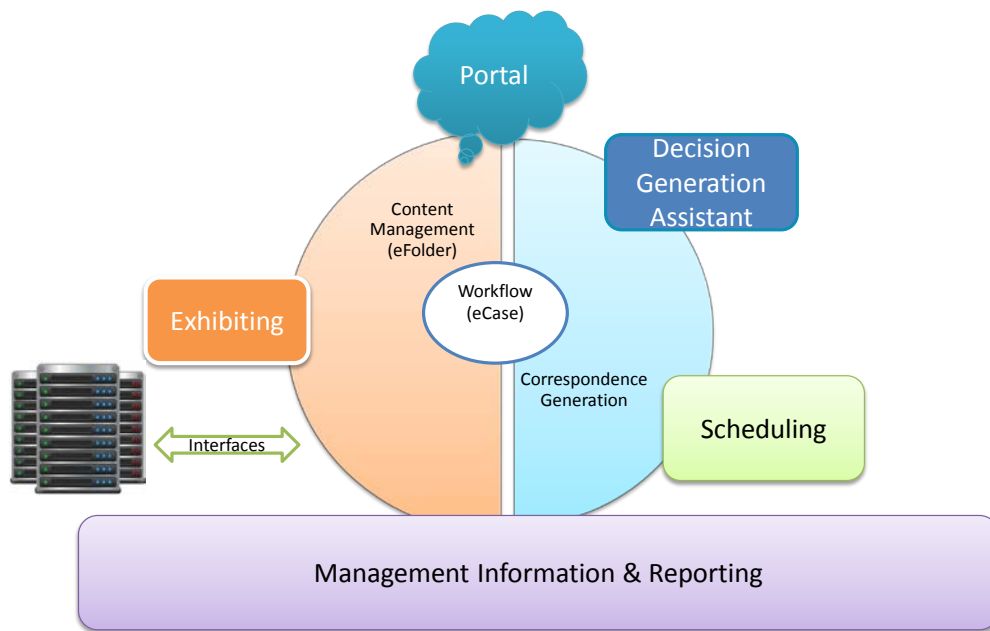 Portal
Decision
Generation
Assistant
Content
Management
(eFolder)
Workflow
(eCase)
Exhibiting
Correspondence
Generation
Scheduling
Interfaces
Management Information & Reporting